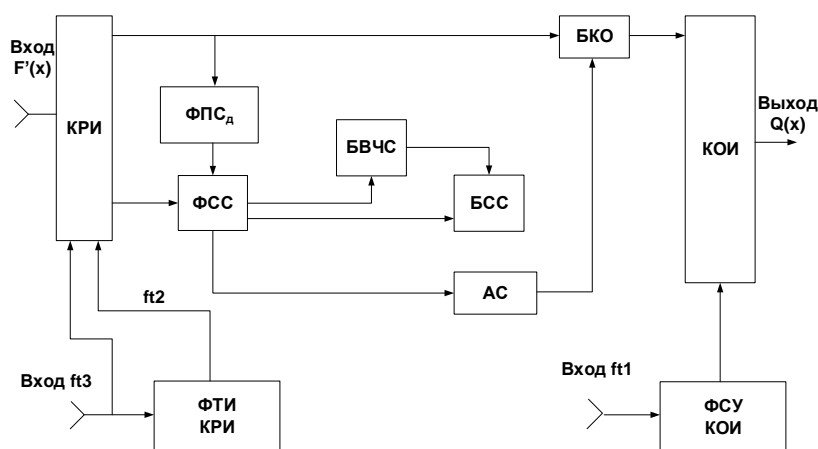 Вход
F'(x)
КРИ
ФПСд
ФСС
БВЧС
БСС
АС
БКО
КОИ
Выход
Q(x)
ft2
Вход ft3
ФТИ
КРИ
Вход ft1
ФСУ
КОИ